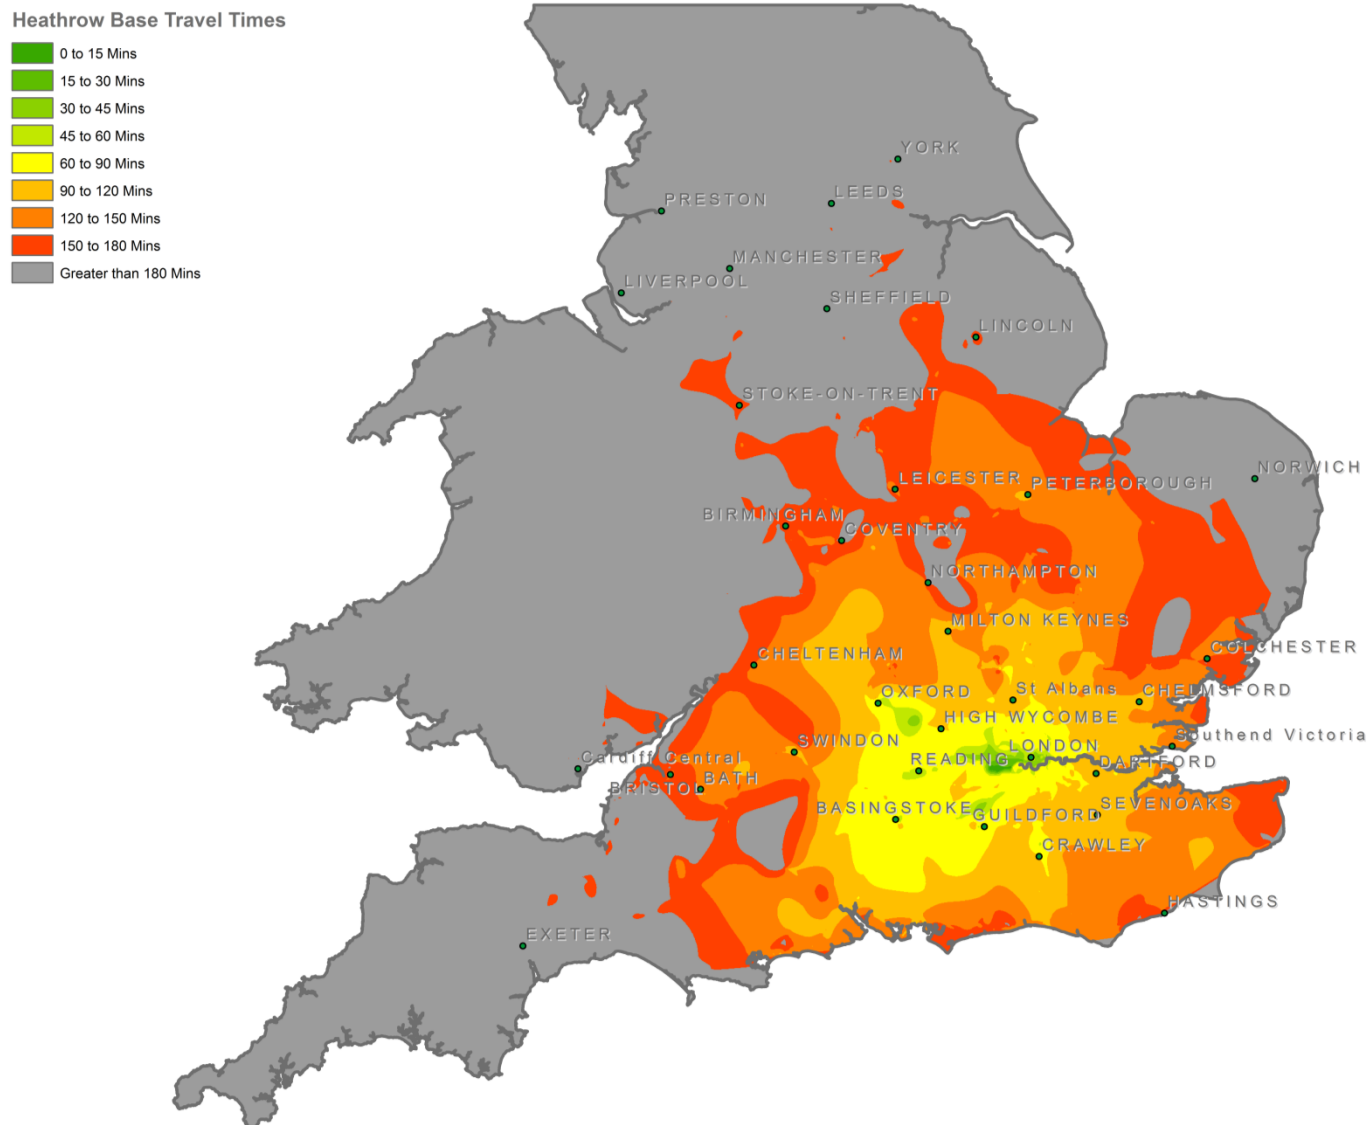 Heathrow Base Travel Times
0 to 15 Mins
15 to 30 Mins
30 to 45 Mins
45 to 60 Mins
60 to 90 Mins
90 to 120 Mins
120 to 150 Mins
150 to 180 Mins
Greater than 180 Mins
YORK
LEEDS
PRESTON
MANCHESTER
LIVERPOOL
SHEFFIELD
LINCOLN
STOKE-ON-TRENT
NORWICH
LEICESTER
PETERBOROUGH
BIRMINGHAM
COVENTRY
NORTHAMPTON
MILTON KEYNES
COLCHESTER
CHELTENHAM
OXFORD
St Albans
CHELMSFORD
HIGH WYCOMBE
Southend Victoria
SWINDON
LONDON
Cardiff Central
READING
DARTFORD
BATH
BRISTOL
BASINGSTOKE
GUILDFORD
SEVENOAKS
CRAWLEY
HASTINGS
EXETER